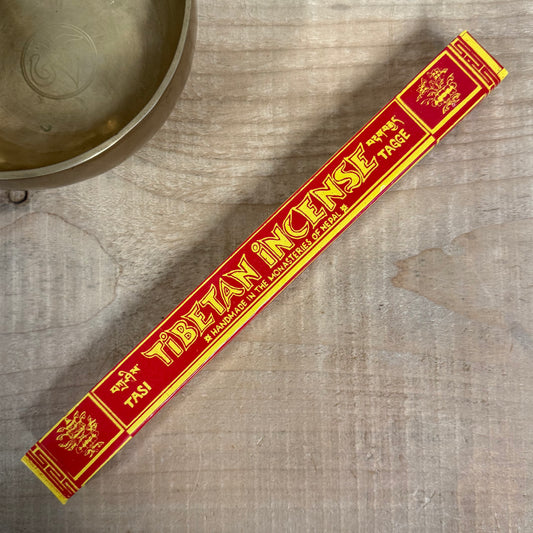 TASI
TIBETAN INCENSE
HANDMADE IN THE MONASTERIES OF NEPAL
TAGGE